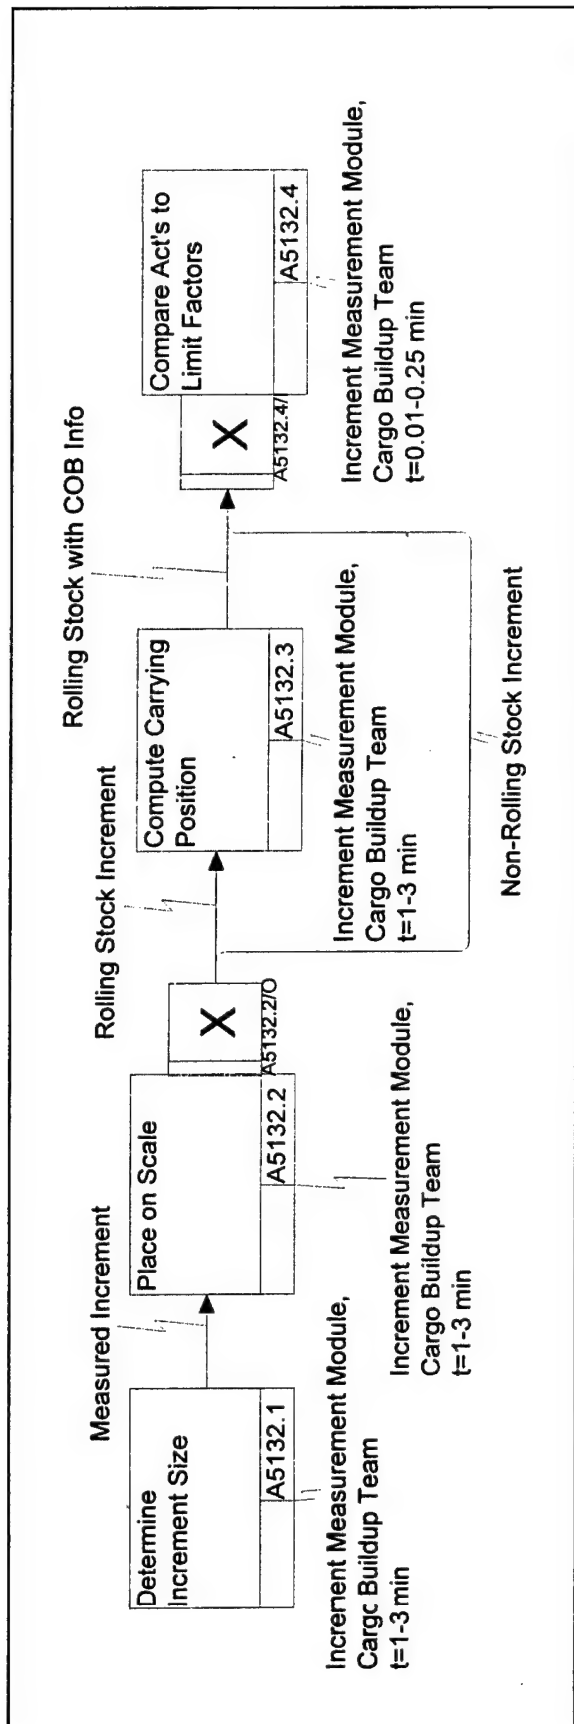 Determine
Increment Size
A5132.1
Increment Measurement Module,
Cargo Buildup Team
t=1-3 min
Measured Increment
Place on Scale
A5132.2
X
A5132.2/O
Increment Measurement Module,
Cargo Buildup Team
t=1-3 min
Rolling Stock Increment
Compute Carrying
Position
A5132.3
Increment Measurement Module,
Cargo Buildup Team
t=1-3 min
Rolling Stock with COB Info
Non-Rolling Stock Increment
X
A5132.4/I
Compare Act's to
Limit Factors
A5132.4
Increment Measurement Module,
Cargo Buildup Team
t=0.01-0.25 min